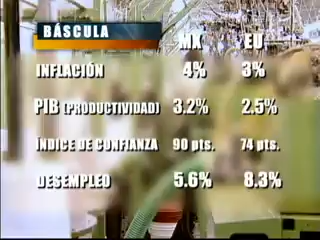 BÁSCULA
MX EU
INFLACIÓN 4% 3%
PIB (PRODUCTIVIDAD) 3.2% 2.5%
ÍNDICE DE CONFIANZA 90 pts. 74 pts.
DESEMPLEO 5.6% 8.3%